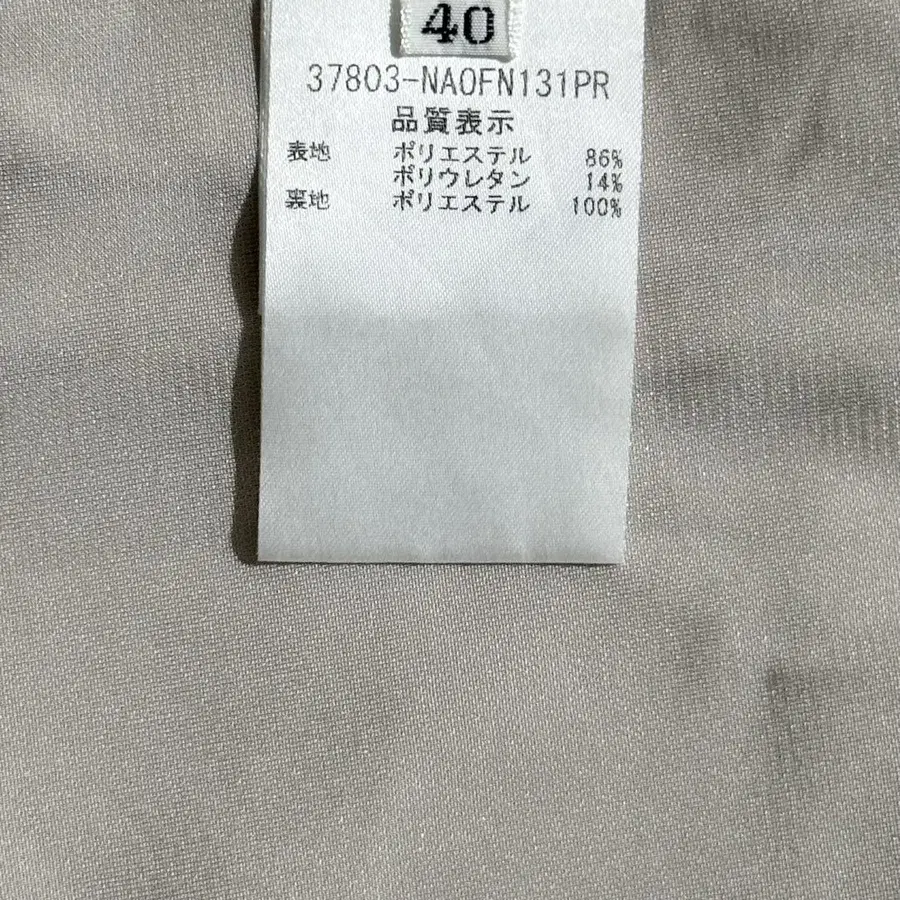 40
37803-NA0FN131PR
品質表示
表地 ポリエステル 86%
ポリウレタン 14%
裏地 ポリエステル 100%